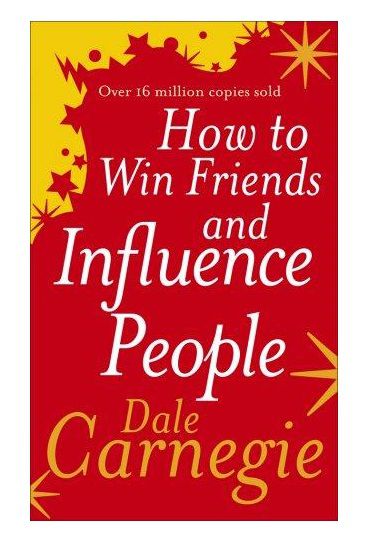 Over 16 million copies sold
How to
Win Friends
and
Influence
People
Dale
Carnegie